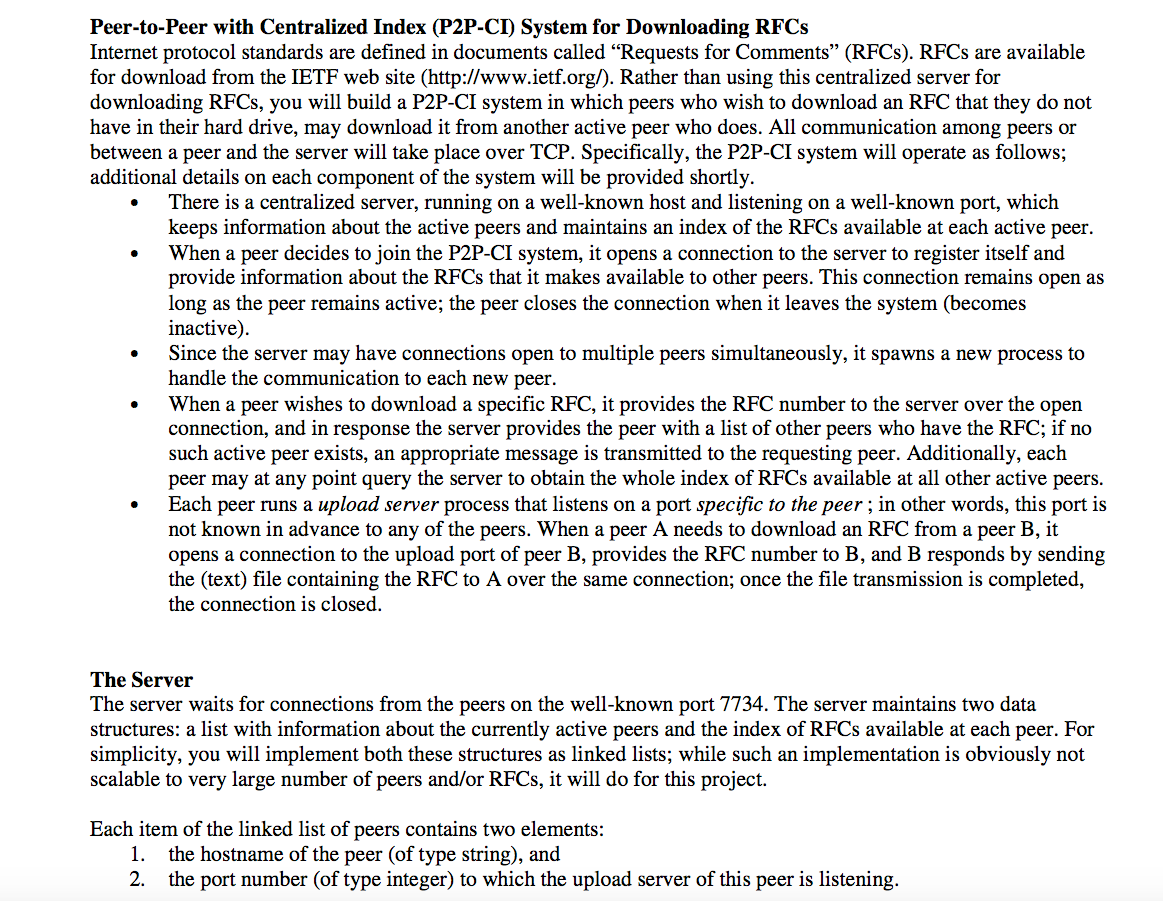 Peer-to-Peer with Centralized Index (P2P-CI) System for Downloading RFCs
Internet protocol standards are defined in documents called “Requests for Comments” (RFCs). RFCs are available
for download from the IETF web site (http://www.ietf.org/). Rather than using this centralized server for
downloading RFCs, you will build a P2P-CI system in which peers who wish to download an RFC that they do not
have in their hard drive, may download it from another active peer who does. All communication among peers or
between a peer and the server will take place over TCP. Specifically, the P2P-CI system will operate as follows;
additional details on each component of the system will be provided shortly.
• There is a centralized server, running on a well-known host and listening on a well-known port, which
keeps information about the active peers and maintains an index of the RFCs available at each active peer.
• When a peer decides to join the P2P-CI system, it opens a connection to the server to register itself and
provide information about the RFCs that it makes available to other peers. This connection remains open as
long as the peer remains active; the peer closes the connection when it leaves the system (becomes
inactive).
• Since the server may have connections open to multiple peers simultaneously, it spawns a new process to
handle the communication to each new peer.
• When a peer wishes to download a specific RFC, it provides the RFC number to the server over the open
connection, and in response the server provides the peer with a list of other peers who have the RFC; if no
such active peer exists, an appropriate message is transmitted to the requesting peer. Additionally, each
peer may at any point query the server to obtain the whole index of RFCs available at all other active peers.
• Each peer runs a upload server process that listens on a port specific to the peer ; in other words, this port is
not known in advance to any of the peers. When a peer A needs to download an RFC from a peer B, it
opens a connection to the upload port of peer B, provides the RFC number to B, and B responds by sending
the (text) file containing the RFC to A over the same connection; once the file transmission is completed,
the connection is closed.
The Server
The server waits for connections from the peers on the well-known port 7734. The server maintains two data
structures: a list with information about the currently active peers and the index of RFCs available at each peer. For
simplicity, you will implement both these structures as linked lists; while such an implementation is obviously not
scalable to very large number of peers and/or RFCs, it will do for this project.
Each item of the linked list of peers contains two elements:
1. the hostname of the peer (of type string), and
2. the port number (of type integer) to which the upload server of this peer is listening.